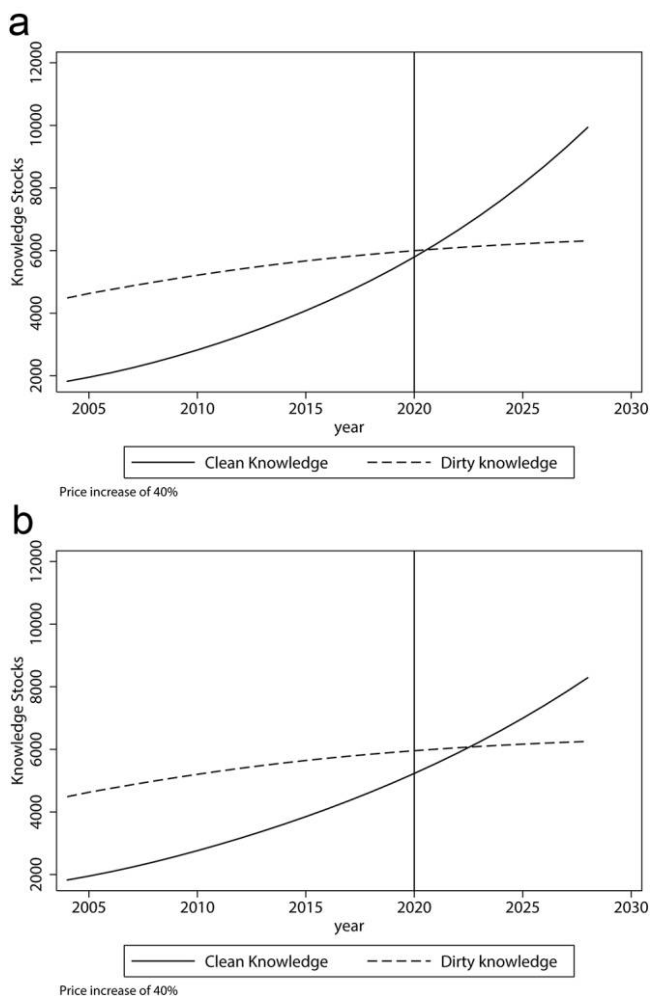 a
12000
10000
8000
6000
4000
2000
Knowledge Stocks
2005 2010 2015 2020 2025 2030
year
Clean Knowledge Dirty knowledge
Price increase of 40%
b
12000
10000
8000
6000
4000
2000
Knowledge Stocks
2005 2010 2015 2020 2025 2030
year
Clean Knowledge Dirty knowledge
Price increase of 40%